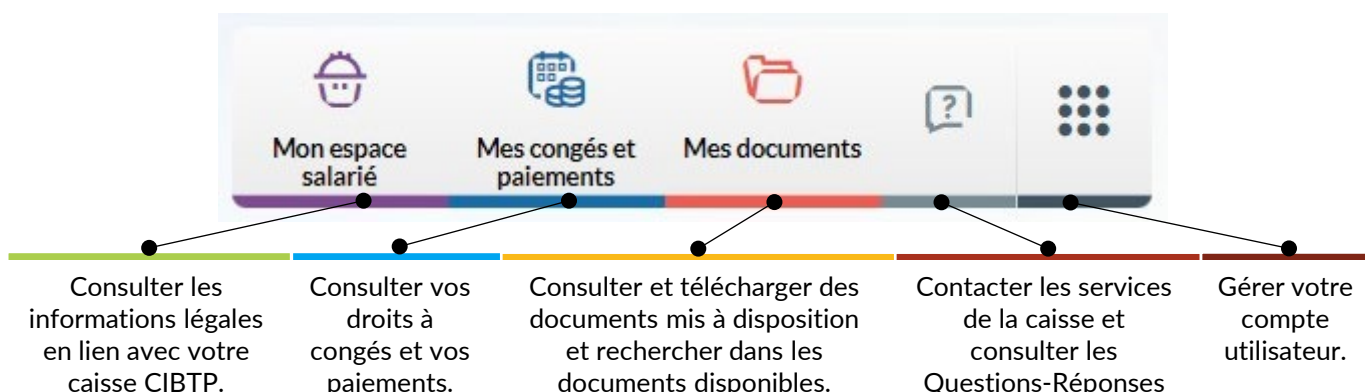 Mon espace
salarié
Mes congés et
paiements
Mes documents
?
Consulter les
informations légales
en lien avec votre
caisse CIBTP.
Consulter vos
droits à
congés et vos
paiements.
Consulter et télécharger des
documents mis à disposition
et rechercher dans les
documents disponibles.
Contacter les services
de la caisse et
consulter les
Questions-Réponses
Gérer votre
compte
utilisateur.